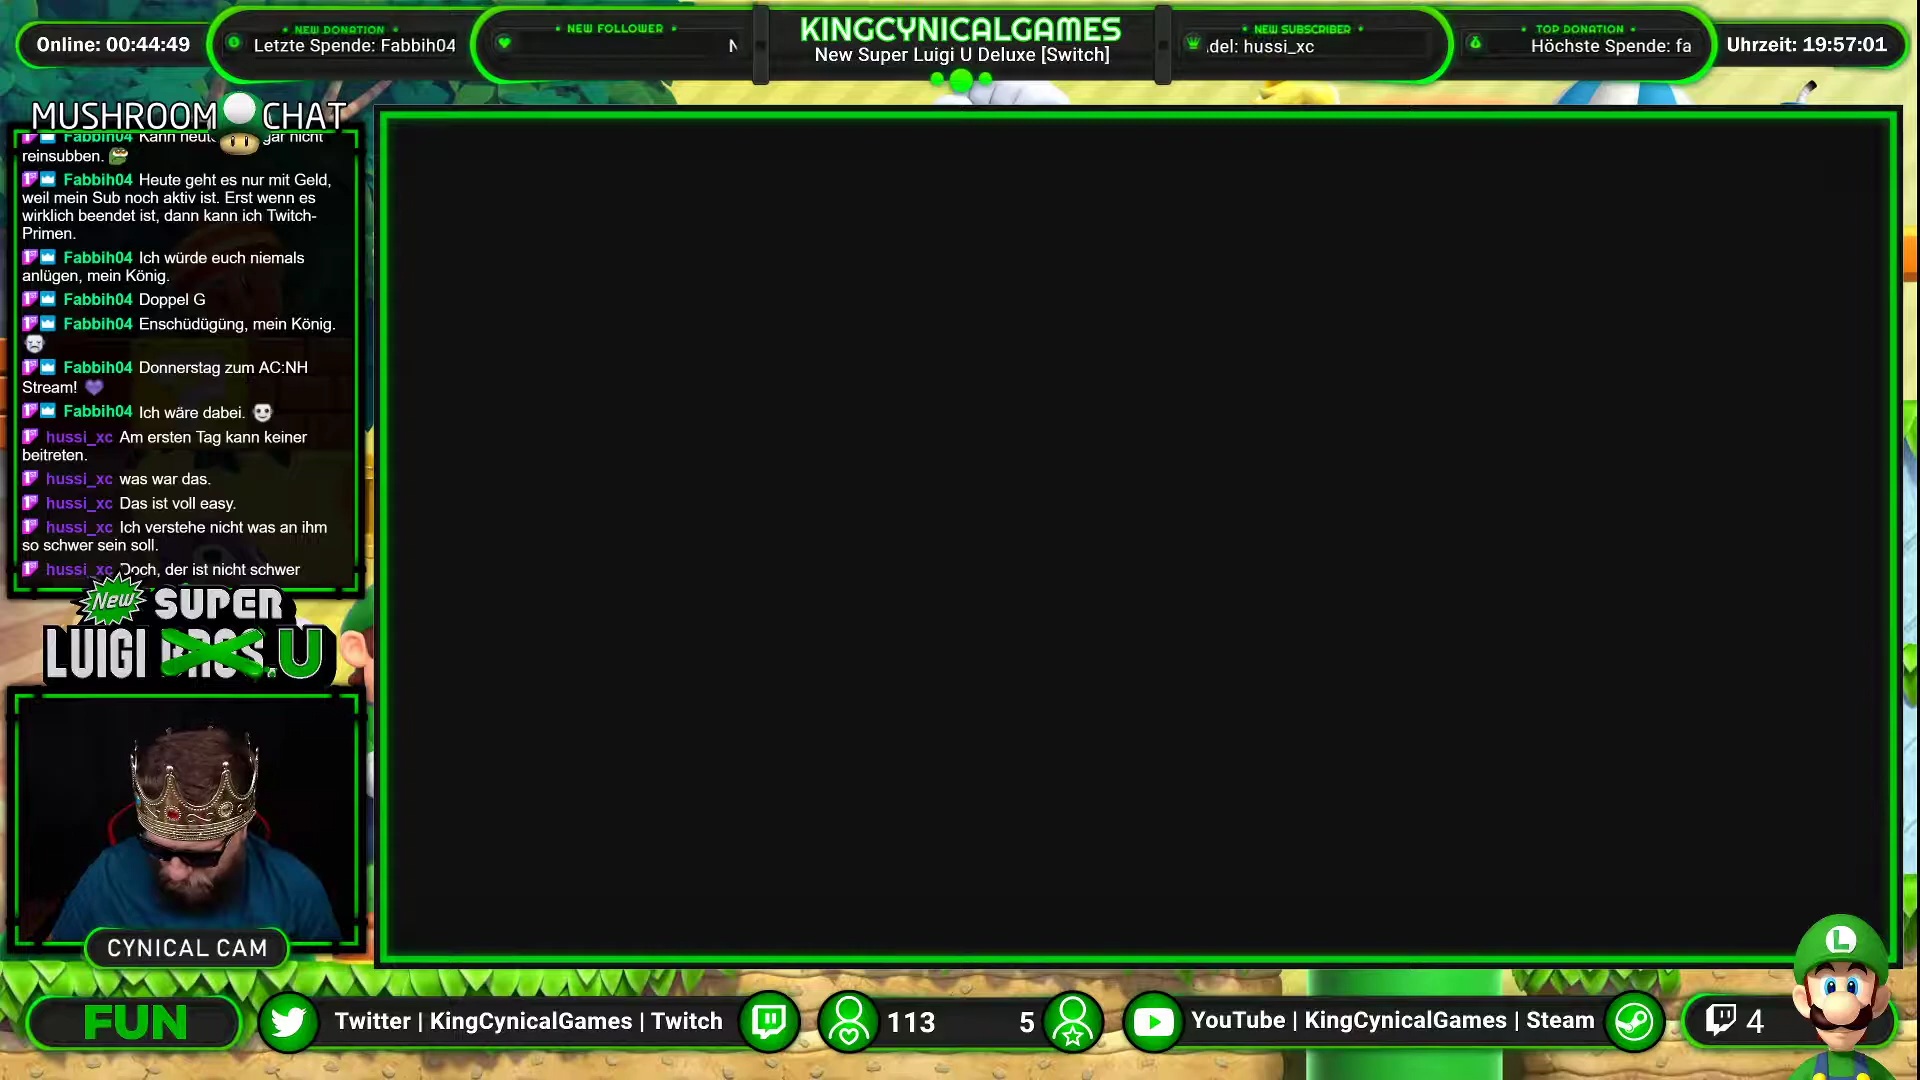 Online: 00:44:49
NEW DONATION
Letzte Spende: Fabbih04
NEW FOLLOWER
KINGCYNICALGAMES
New Super Luigi U Deluxe [Switch]
NEW SUBSCRIBER
del: hussi_xc
TOP DONATION
Höchste Spende: fa
Uhrzeit: 19:57:01
MUSHROOM CHAT
Fabbih04 Kann gar nicht
reinsubben.
Fabbih04 Heute geht es nur mit Geld,
weil mein Sub noch aktiv ist. Erst wenn es
wirklich beendet ist, dann kann ich Twitch-
Primen.
Fabbih04 Ich würde euch niemals
anlügen, mein König.
Fabbih04 Doppel G
Fabbih04 Enschüdügüng, mein König.
Fabbih04 Donnerstag zum AC:NH
Stream!
Fabbih04 Ich wäre dabei.
hussi_xc Am ersten Tag kann keiner
beitreten.
hussi_xc was war das.
hussi_xc Das ist voll easy.
hussi_xc Ich verstehe nicht was an ihm
so schwer sein soll.
hussi_xc Doch, der ist nicht schwer
New SUPER
LUIGI BROS. U
CYNICAL CAM
FUN
Twitter | KingCynicalGames | Twitch
113
5
YouTube | KingCynicalGames | Steam
4
L